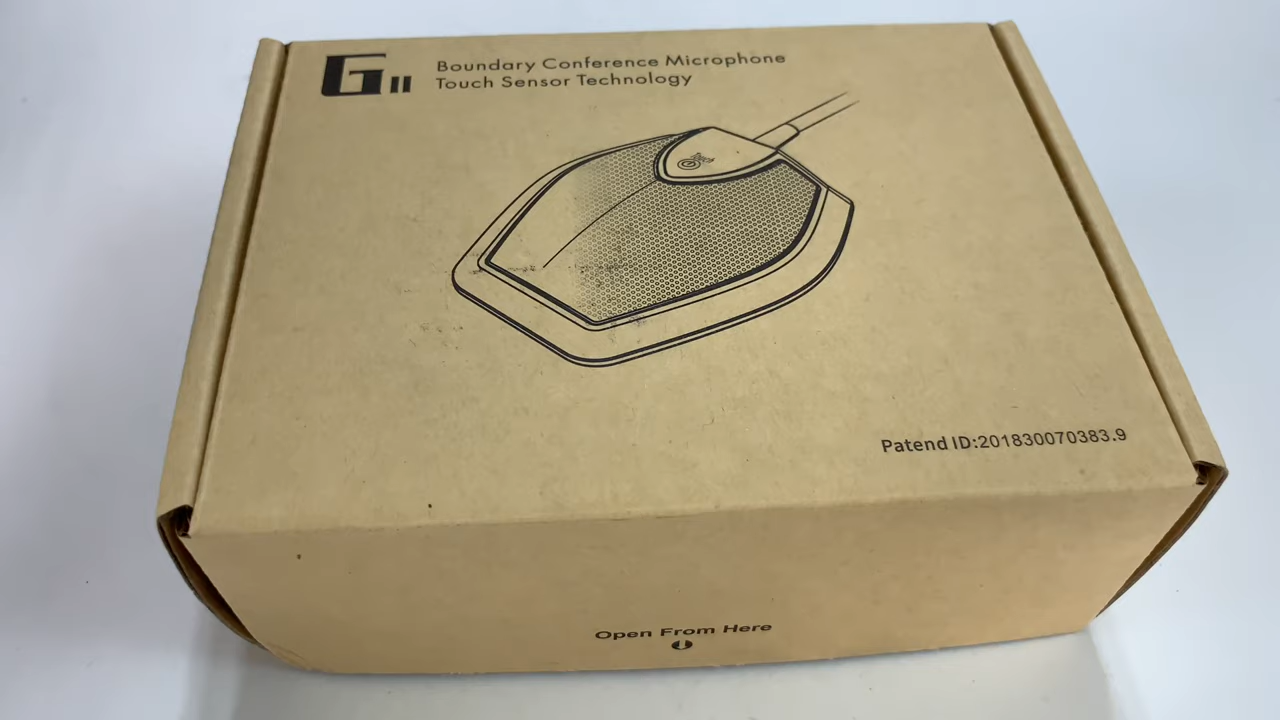 GII
Boundary Conference Microphone
Touch Sensor Technology
Patend ID:201830070383.9
Open From Here